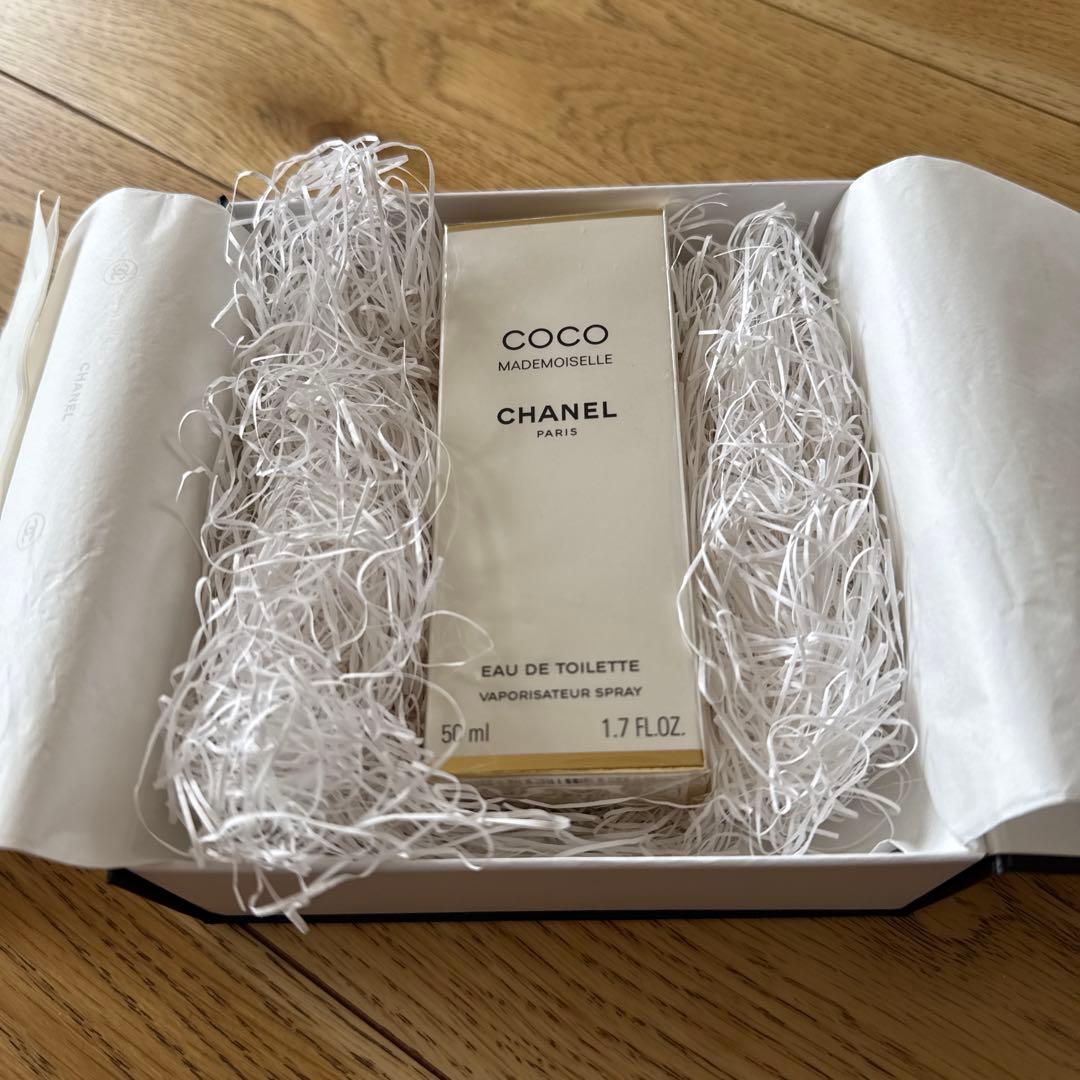 CHANEL
COCO
MADEMOISELLE
CHANEL
PARIS
EAU DE TOILETTE
VAPORISATEUR SPRAY
50 ml 1.7 FL.OZ.